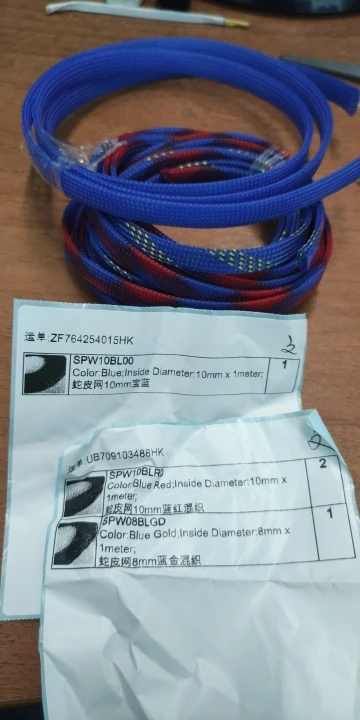 运单:ZF764254015HK
2
SPW10BL00
Color:Blue;Inside Diameter:10mm x 1meter;
蛇皮网10mm宝蓝
1
运单:UB709103486HK
2
SPW10BLRD
Color:Blue Red;Inside Diameter:10mm x
1meter;
蛇皮网10mm蓝红混织
2
SPW08BLGD
Color:Blue Gold;Inside Diameter:8mm x
1meter;
蛇皮网8mm蓝金混织
1